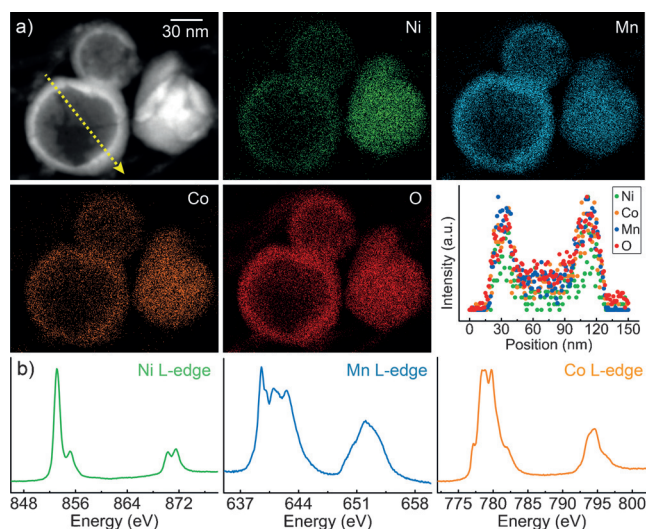 a)
30 nm
Ni
Mn
Co
O
Ni
Co
Mn
O
Intensity (a.u.)
0 30 60 90 120 150
Position (nm)
b)
Ni L-edge
848 856 864 872
Energy (eV)
Mn L-edge
637 644 651 658
Energy (eV)
Co L-edge
775 780 785 790 795 800
Energy (eV)